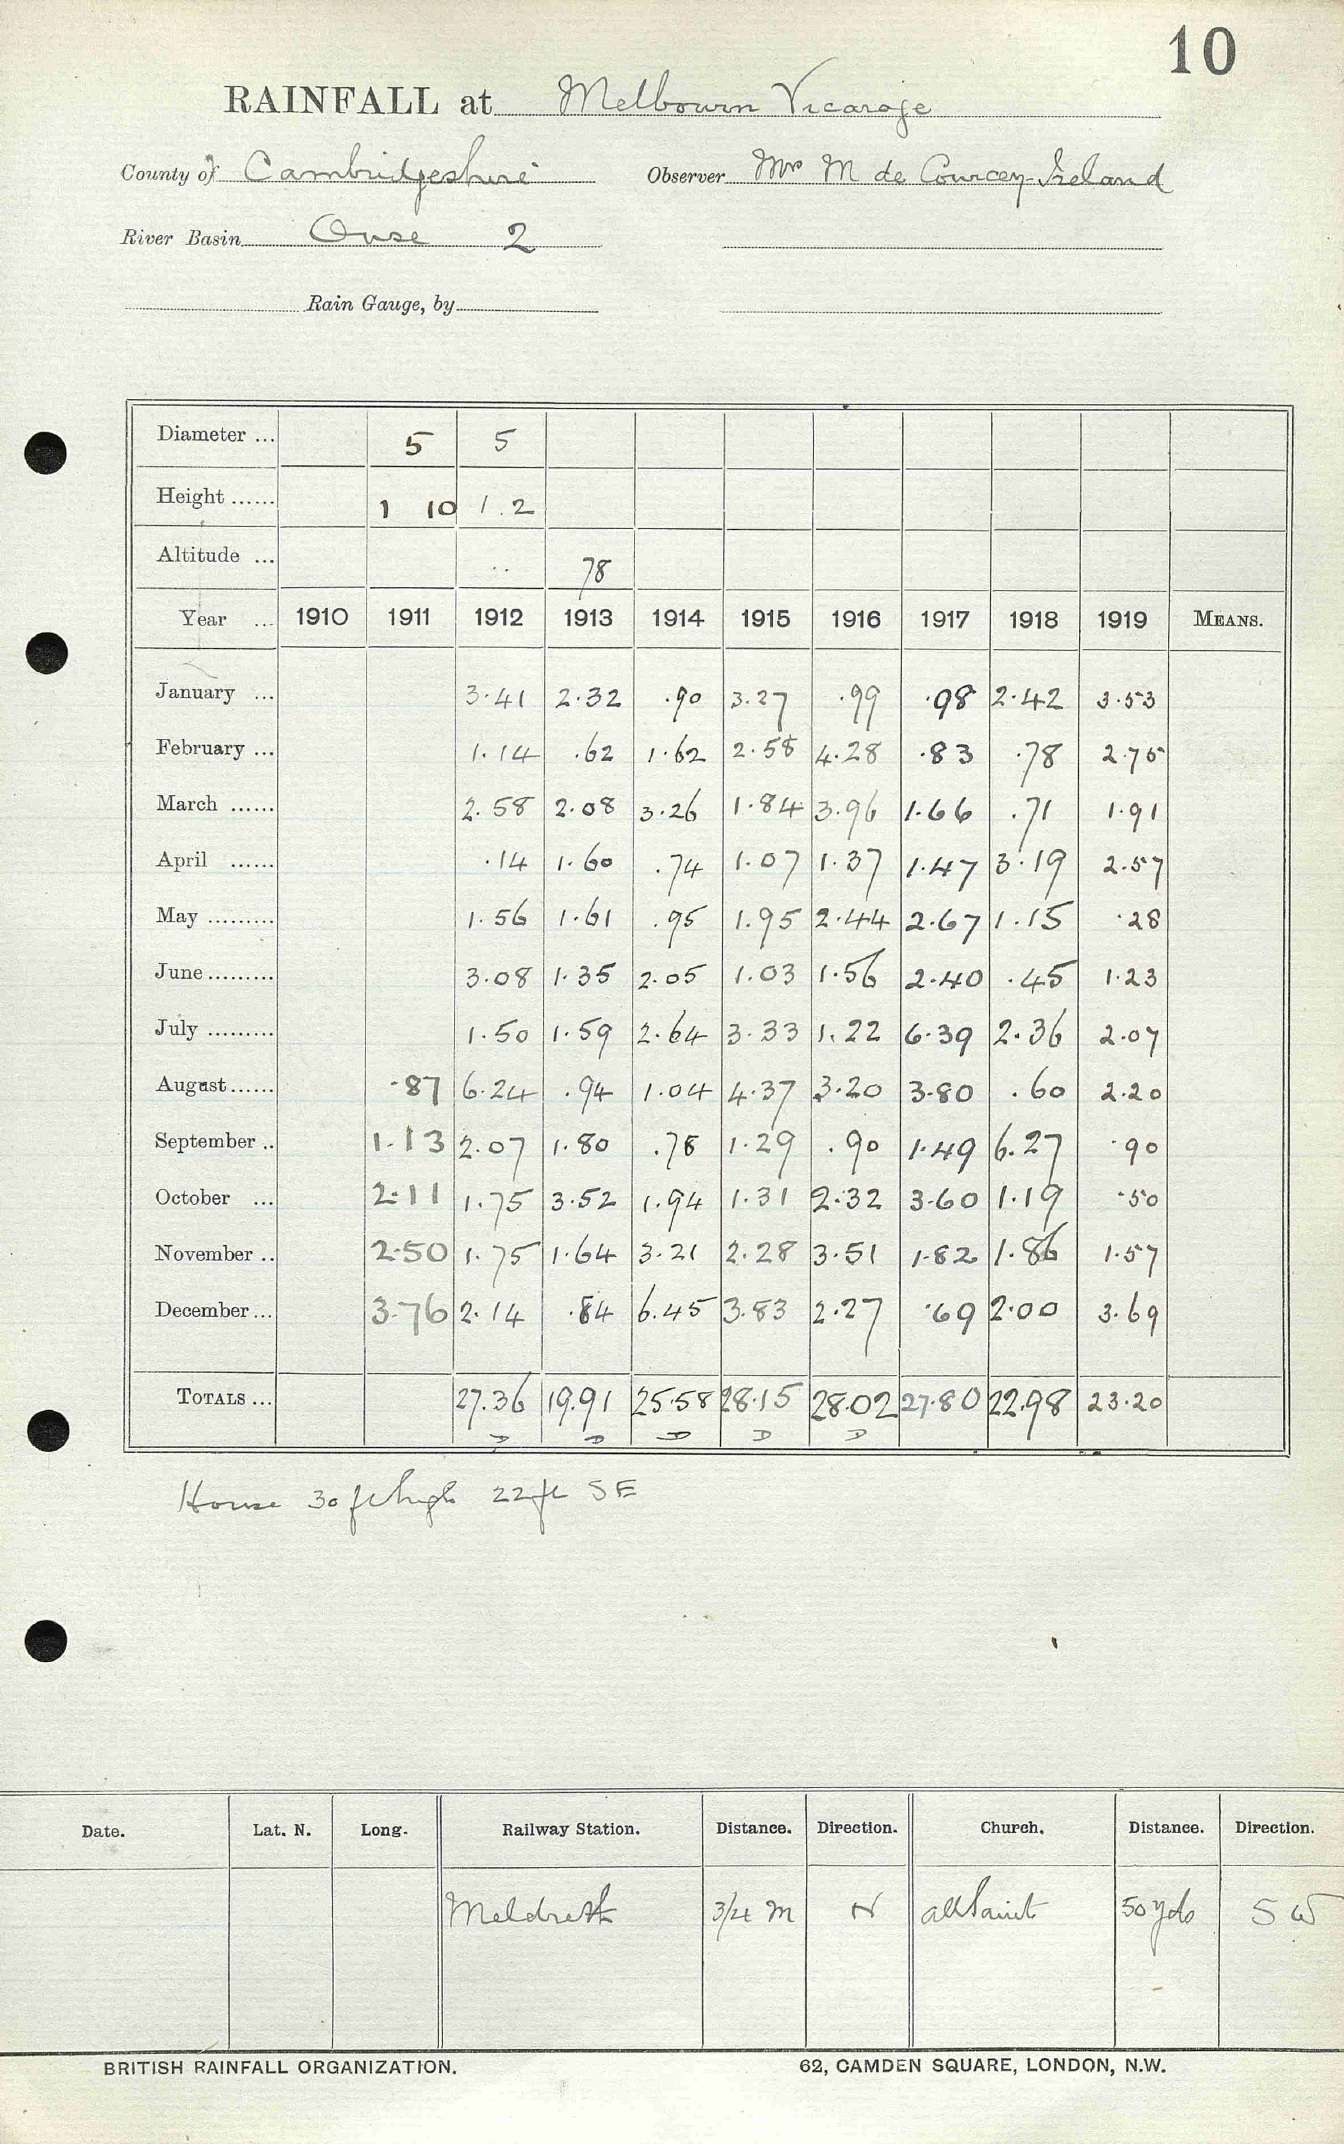 10
RAINFALL at Melbourn Vicarage
County of Cambridgeshire Observer Mrs M de Courcey-Ireland
River Basin Ouse 2
Rain Gauge, by
Diameter ... 5 5
Height ...... 1 10 1.2
Altitude ... .. 78
Year ... 1910 1911 1912 1913 1914 1915 1916 1917 1918 1919 MEANS.
January ... 3.41 2.32 .90 3.27 .99 .98 2.42 3.53
February ... 1.14 .62 1.62 2.58 4.28 .83 .78 2.75
March ...... 2.58 2.08 3.26 1.84 3.96 1.66 .71 1.91
April ...... .14 1.60 .74 1.07 1.37 1.47 3.19 2.57
May ......... 1.56 1.61 .95 1.95 2.44 2.67 1.15 .28
June ......... 3.08 1.35 2.05 1.03 1.56 2.40 .45 1.23
July ......... 1.50 1.59 2.64 3.33 1.22 6.39 2.36 2.07
August ...... .87 6.24 .94 1.04 4.37 3.20 3.80 .60 2.20
September .. 1.13 2.07 1.80 .78 1.29 .90 1.49 6.27 .90
October ... 2.11 1.75 3.52 1.94 1.31 2.32 3.60 1.19 .50
November .. 2.50 1.75 1.64 3.21 2.28 3.51 1.82 1.86 1.57
December ... 3.76 2.14 .84 6.45 3.83 2.27 .69 2.00 3.69
TOTALS ... 27.36 19.91 25.58 28.15 28.02 27.80 22.98 23.20
D D D D D
House 30 ft high 22 ft SE
Date. Lat. N. Long. Railway Station. Distance. Direction. Church. Distance. Direction.
Meldreth 3/4 M N All Saints 50 yds SW
BRITISH RAINFALL ORGANIZATION. 62, CAMDEN SQUARE, LONDON, N.W.